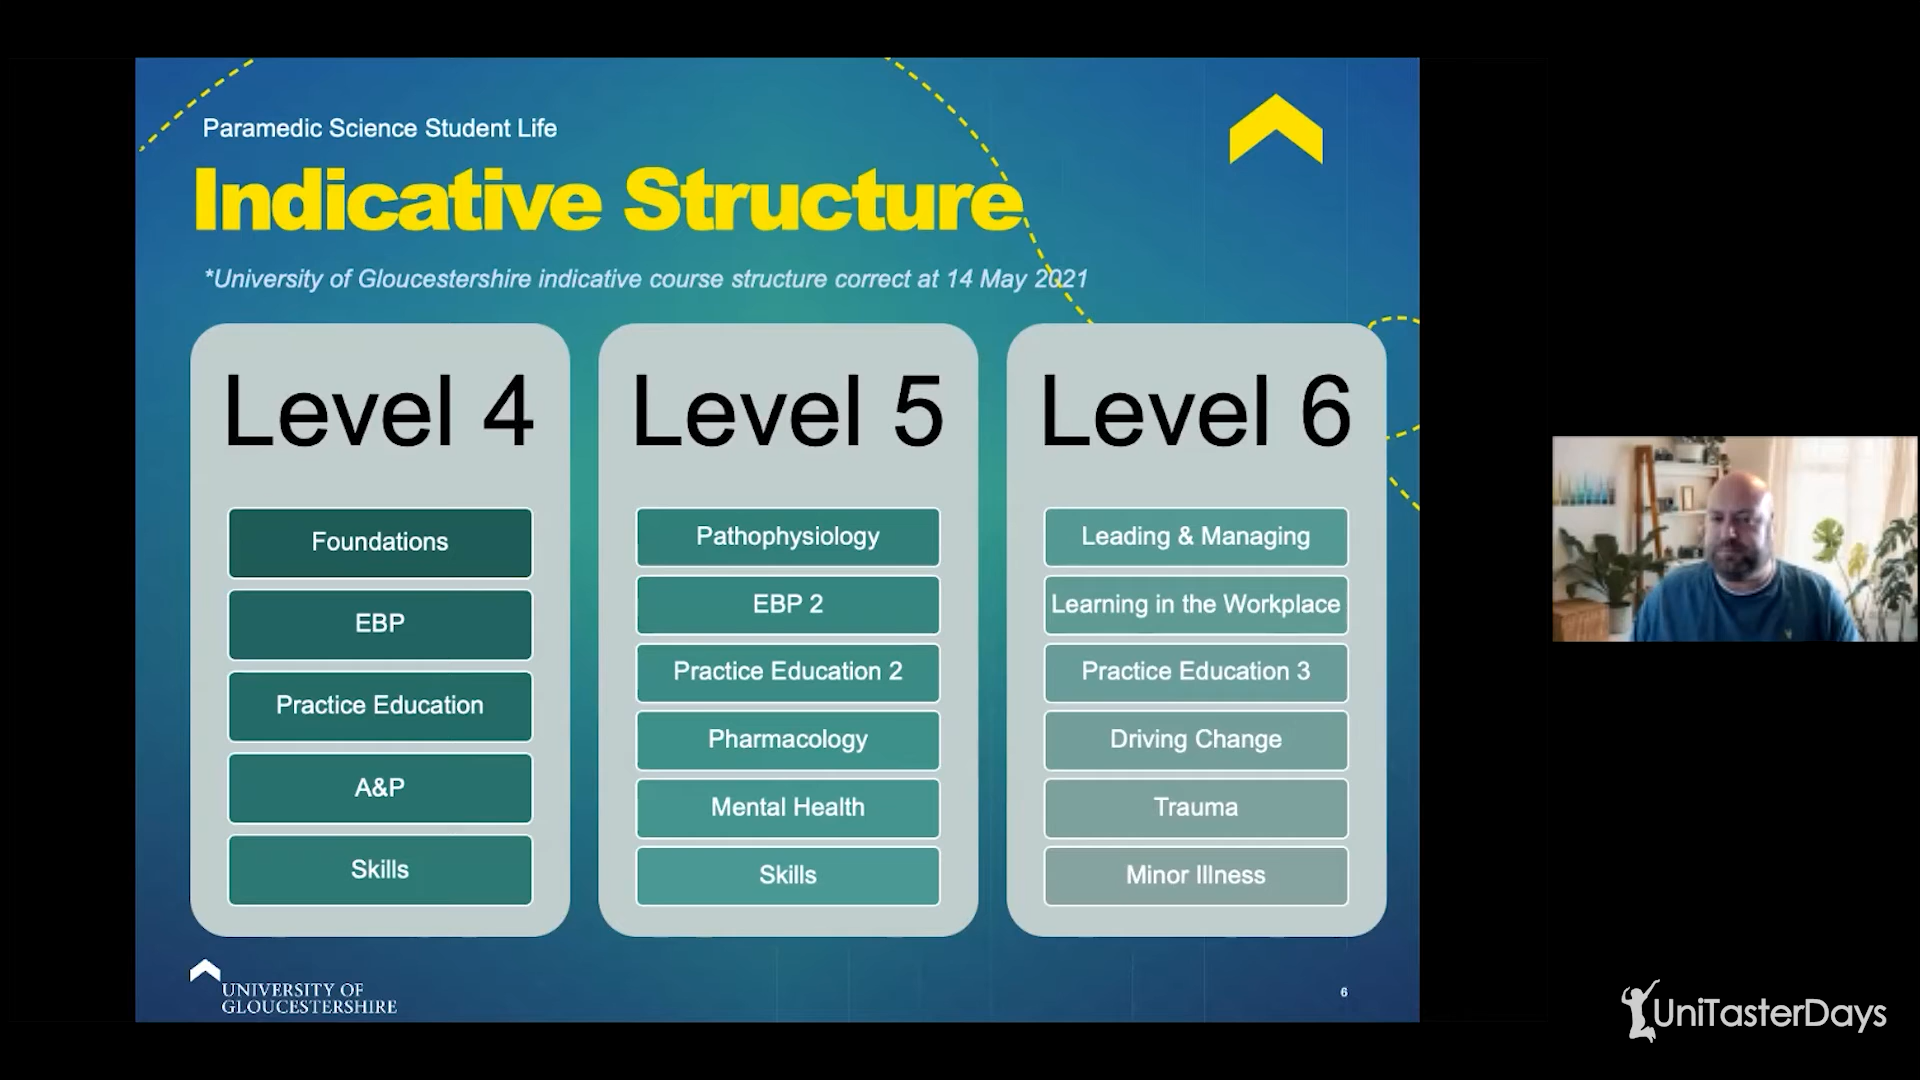 Paramedic Science Student Life
Indicative Structure
*University of Gloucestershire indicative course structure correct at 14 May 2021
Level 4
Foundations
EBP
Practice Education
A&P
Skills
Level 5
Pathophysiology
EBP 2
Practice Education 2
Pharmacology
Mental Health
Skills
Level 6
Leading & Managing
Learning in the Workplace
Practice Education 3
Driving Change
Trauma
Minor Illness
UNIVERSITY OF
GLOUCESTERSHIRE
6
UniTasterDays